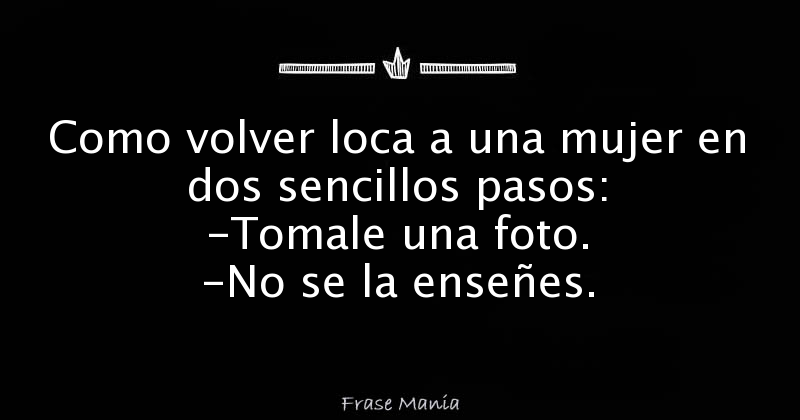 Como volver loca a una mujer en
dos sencillos pasos:
-Tomale una foto.
-No se la enseñes.
Frase Manía